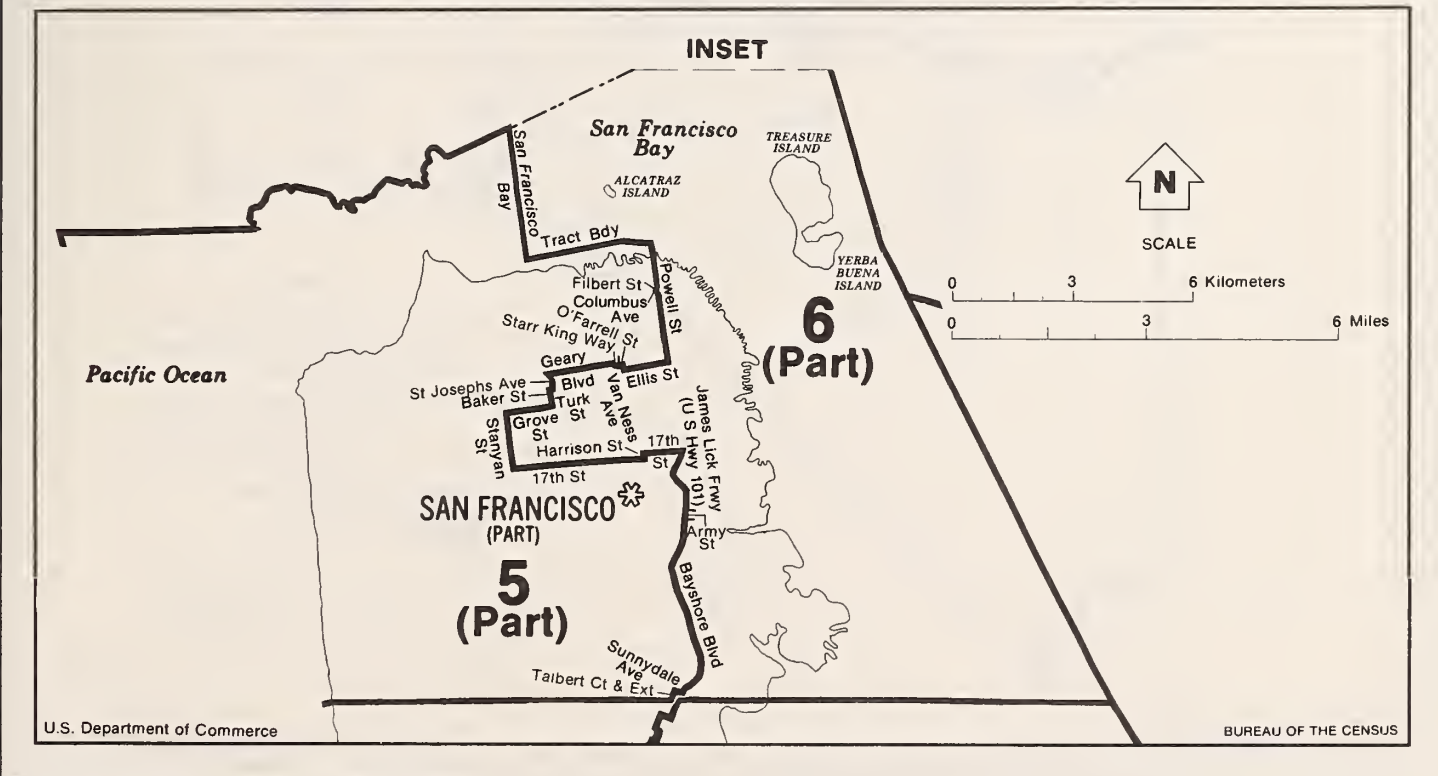 INSET
San Francisco
Bay
TREASURE
ISLAND
ALCATRAZ
ISLAND
San Francisco
Bay
N
SCALE
Tract Bdy
YERBA
BUENA
ISLAND
0 3 6 Kilometers
0 3 6 Miles
Filbert St
Columbus
Ave
Powell St
O'Farrell St
Starr King Way
6
(Part)
Pacific Ocean
Geary
Blvd
Ellis St
St Josephs Ave
Baker St
Turk
St
Van Ness
Ave
Grove
St
Stanyan
St
Harrison St
17th
St
James Lick Frwy
(U S Hwy 101)
17th St
SAN FRANCISCO
(PART)
Army
St
5
(Part)
Bayshore Blvd
Sunnydale
Ave
Talbert Ct & Ext
U.S. Department of Commerce
BUREAU OF THE CENSUS